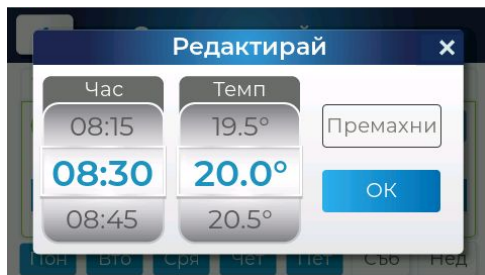 Редактирай ×
Час Темп
08:15 19.5°
Премахни
08:30 20.0°
ОК
08:45 20.5°
Пон Вто Сря Чет Пет Съб Нед